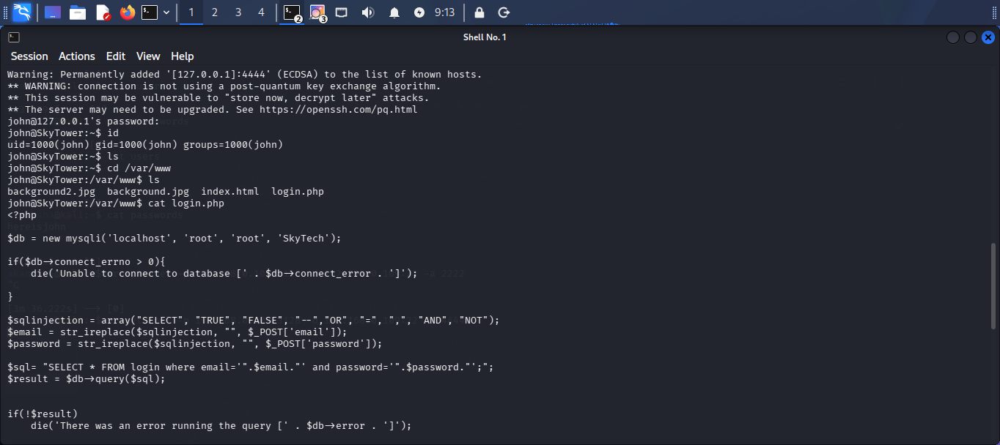 1 2 3 4 2 3 9:13
Shell No. 1
Session Actions Edit View Help
Warning: Permanently added '[127.0.0.1]:4444' (ECDSA) to the list of known hosts.
** WARNING: connection is not using a post-quantum key exchange algorithm.
** This session may be vulnerable to "store now, decrypt later" attacks.
** The server may need to be upgraded. See https://openssh.com/pq.html
john@127.0.0.1's password:
john@SkyTower:~$ id
uid=1000(john) gid=1000(john) groups=1000(john)
john@SkyTower:~$ ls
john@SkyTower:~$ cd /var/www
john@SkyTower:/var/www$ ls
background2.jpg  background.jpg  index.html  login.php
john@SkyTower:/var/www$ cat login.php
<?php

$db = new mysqli('localhost', 'root', 'root', 'SkyTech');

if($db->connect_errno > 0){
    die('Unable to connect to database [' . $db->connect_error . ']');

}

$sqlinjection = array("SELECT", "TRUE", "FALSE", "--","OR", "=", ",", "AND", "NOT");
$email = str_ireplace($sqlinjection, "", $_POST['email']);
$password = str_ireplace($sqlinjection, "", $_POST['password']);

$sql= "SELECT * FROM login where email='".$email."' and password='".$password."';";
$result = $db->query($sql);


if(!$result)
    die('There was an error running the query [' . $db->error . ']');